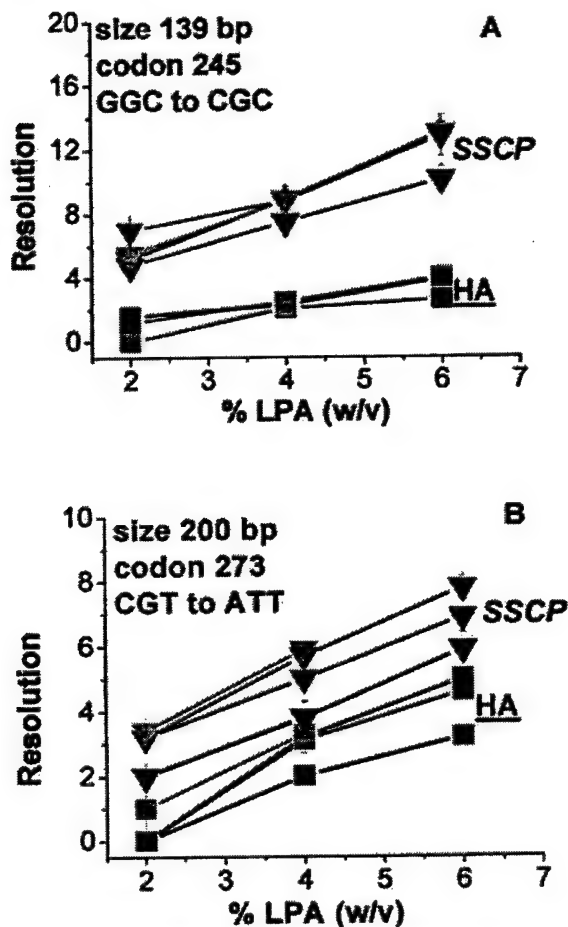 A
size 139 bp
codon 245
GGC to CGC
20
16
12
8
4
0
Resolution
SSCP
HA
2 3 4 5 6 7
% LPA (w/v)
B
size 200 bp
codon 273
CGT to ATT
10
8
6
4
2
0
Resolution
SSCP
HA
2 3 4 5 6 7
% LPA (w/v)